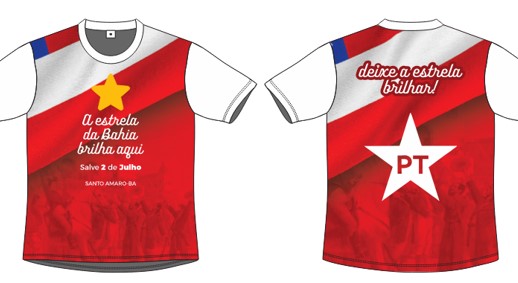 A estrela
da Bahia
brilha aqui
Salve 2 de Julho
SANTO AMARO-BA
deixe a estrela
brilhar!
PT